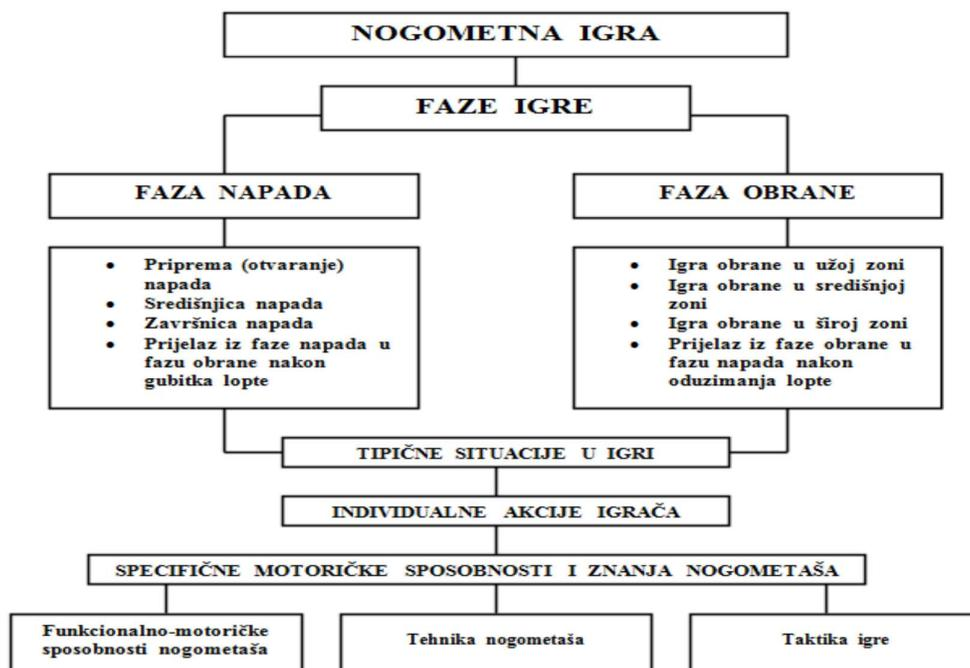 NOGOMETNA IGRA
FAZE IGRE
FAZA NAPADA
FAZA OBRANE
• Priprema (otvaranje)
napada
• Središnjica napada
• Završnica napada
• Prijelaz iz faze napada u
fazu obrane nakon
gubitka lopte
• Igra obrane u užoj zoni
• Igra obrane u središnjoj
zoni
• Igra obrane u široj zoni
• Prijelaz iz faze obrane u
fazu napada nakon
oduzimanja lopte
TIPIČNE SITUACIJE U IGRI
INDIVIDUALNE AKCIJE IGRAČA
SPECIFIČNE MOTORIČKE SPOSOBNOSTI I ZNANJA NOGOMETAŠA
Funkcionalno-motoričke
sposobnosti nogometaša
Tehnika nogometaša
Taktika igre